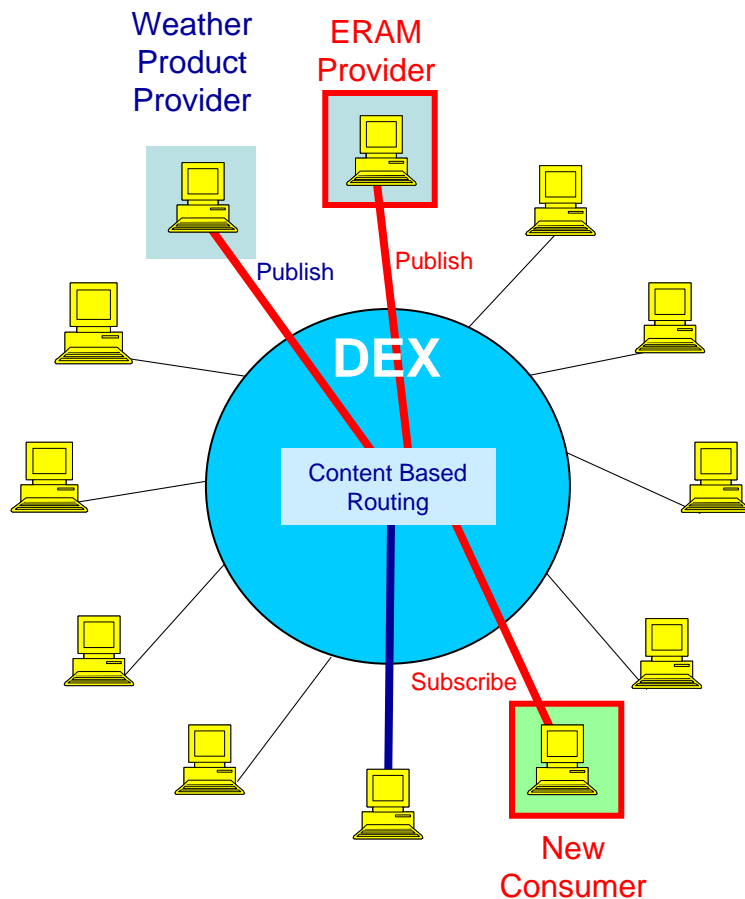 Weather
Product
Provider
ERAM
Provider
Publish
Publish
DEX
Content Based
Routing
Subscribe
New
Consumer